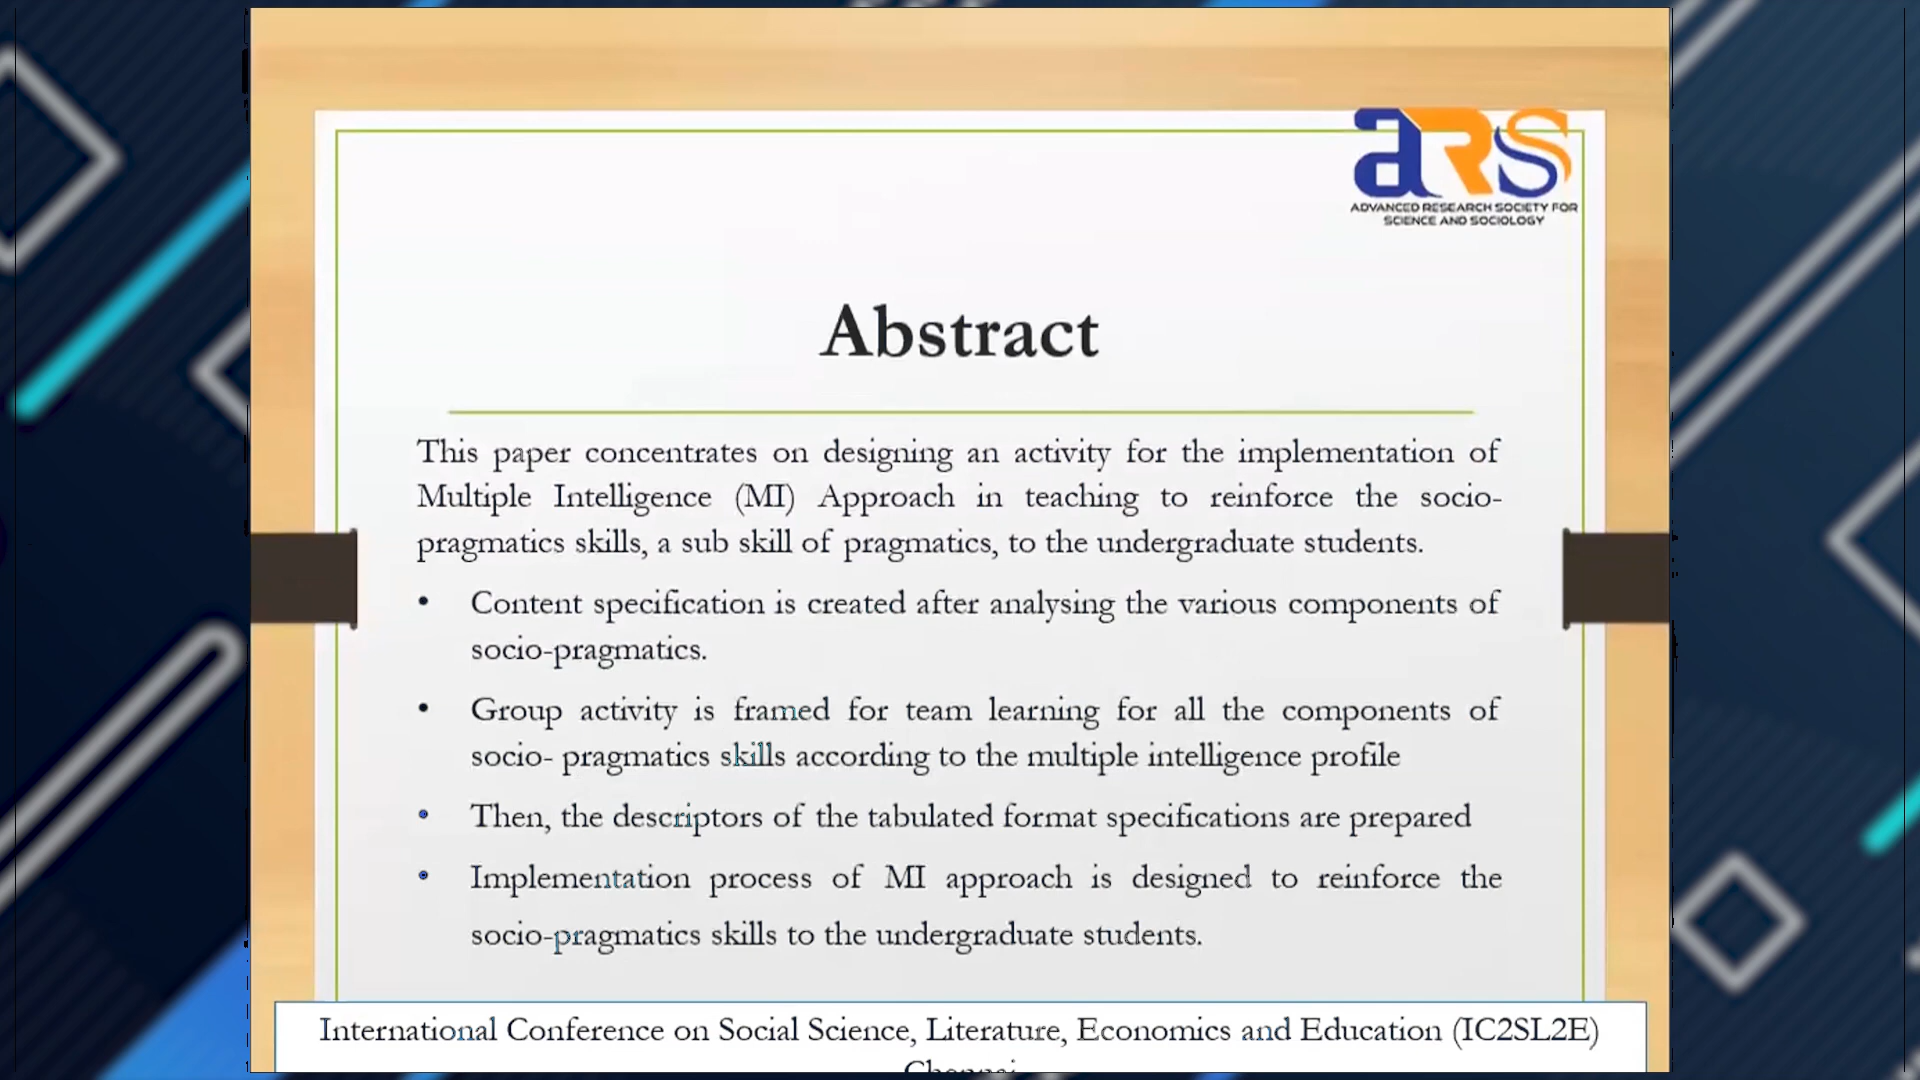 aRS
ADVANCED RESEARCH SOCIETY FOR
SCIENCE AND SOCIOLOGY
Abstract
This paper concentrates on designing an activity for the implementation of
Multiple Intelligence (MI) Approach in teaching to reinforce the socio-
pragmatics skills, a sub skill of pragmatics, to the undergraduate students.
• Content specification is created after analysing the various components of
socio-pragmatics.
• Group activity is framed for team learning for all the components of
socio- pragmatics skills according to the multiple intelligence profile
• Then, the descriptors of the tabulated format specifications are prepared
• Implementation process of MI approach is designed to reinforce the
socio-pragmatics skills to the undergraduate students.
International Conference on Social Science, Literature, Economics and Education (IC2SL2E)
Chennai